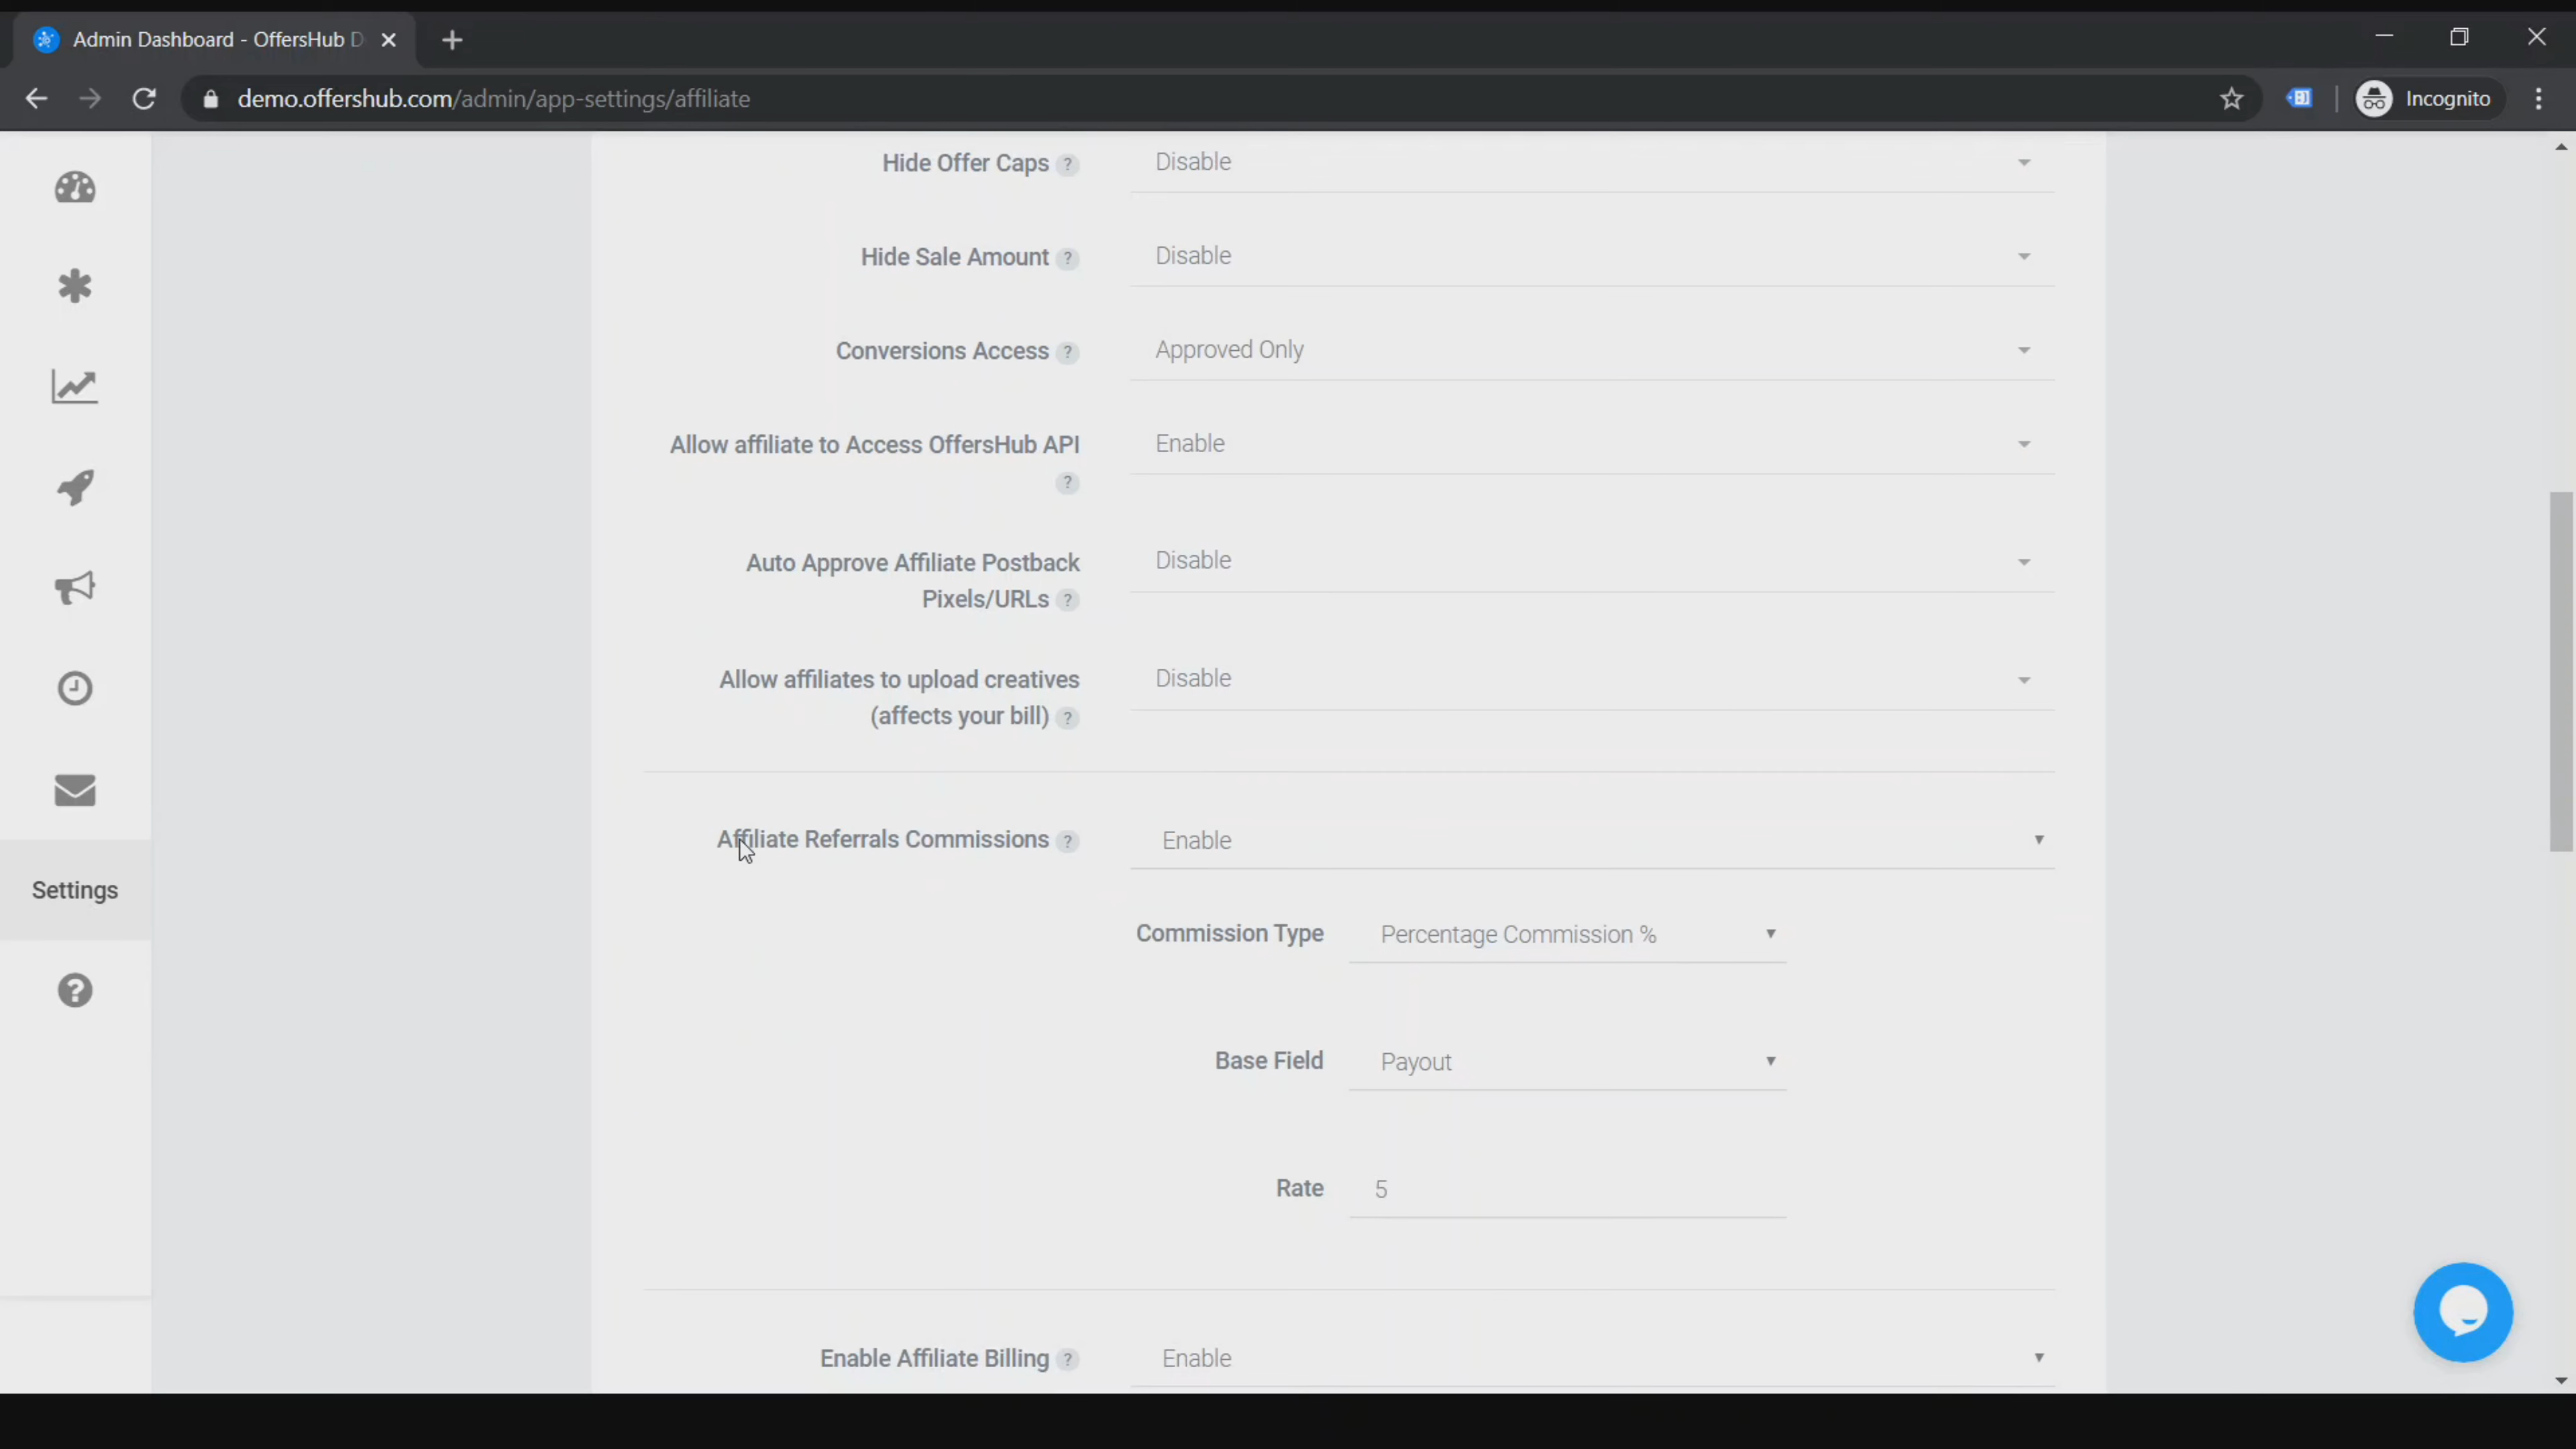 Admin Dashboard - OffersHub D
demo.offershub.com/admin/app-settings/affiliate
Incognito
Hide Offer Caps ? Disable
Hide Sale Amount ? Disable
Conversions Access ? Approved Only
Allow affiliate to Access OffersHub API Enable
?
Auto Approve Affiliate Postback Disable
Pixels/URLs ?
Allow affiliates to upload creatives Disable
(affects your bill) ?
Affiliate Referrals Commissions ? Enable
Settings
Commission Type Percentage Commission %
Base Field Payout
Rate 5
Enable Affiliate Billing ? Enable